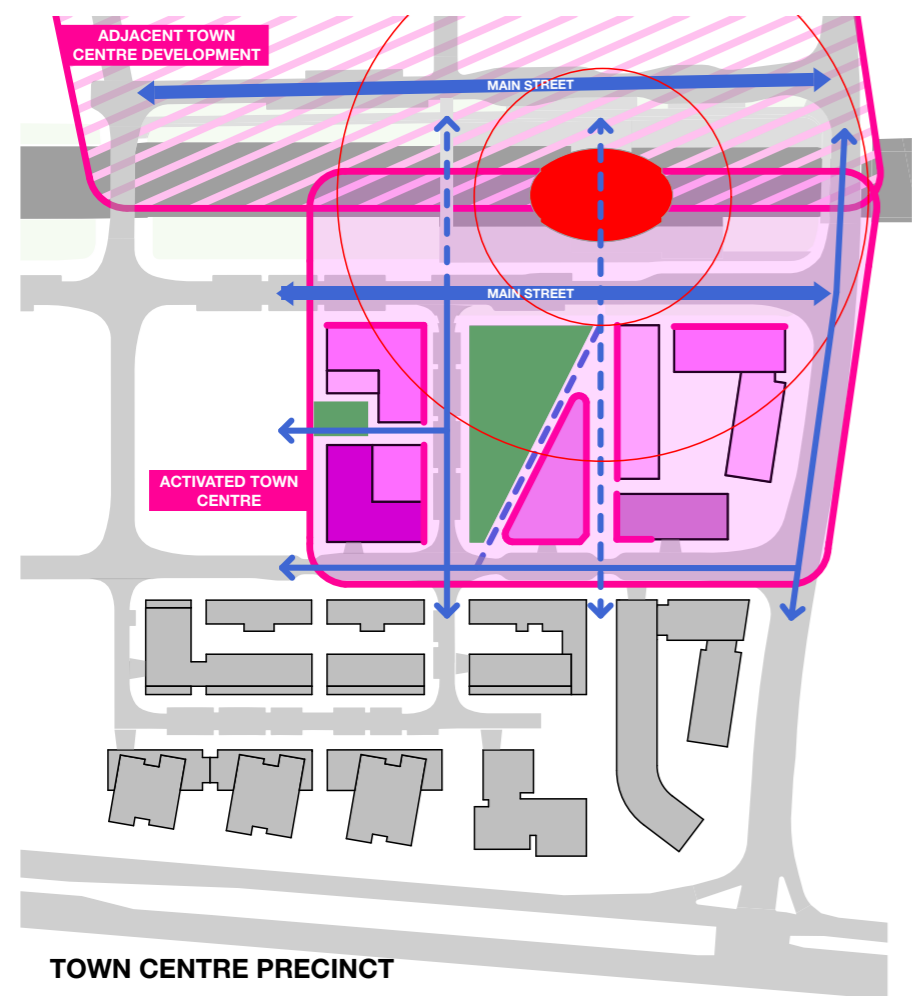 ADJACENT TOWN
CENTRE DEVELOPMENT
MAIN STREET
MAIN STREET
ACTIVATED TOWN
CENTRE
TOWN CENTRE PRECINCT